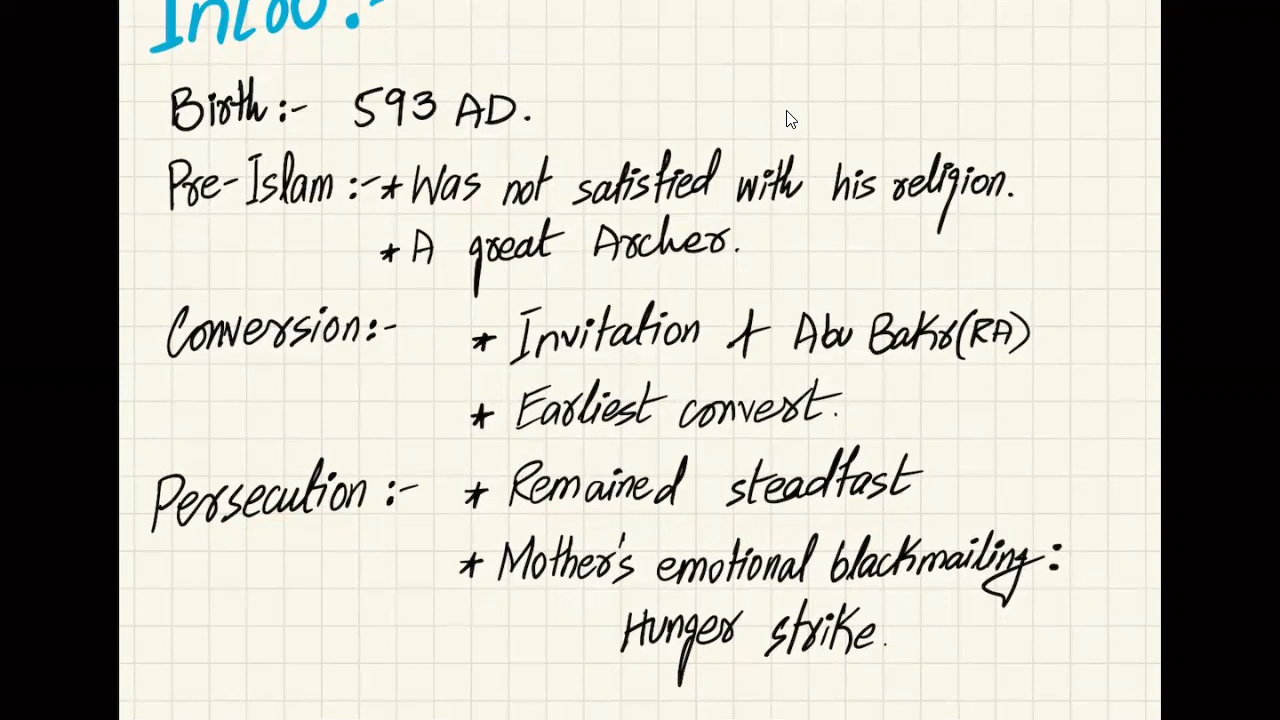 Intro:-
Birth:- 593 AD.
Pre-Islam:- * Was not satisfied with his religion.
* A great Archer.
Conversion:- * Invitation + Abu Bakr(RA)
* Earliest convert.
Persecution:- * Remained steadfast
* Mother's emotional blackmailing:
Hunger strike.